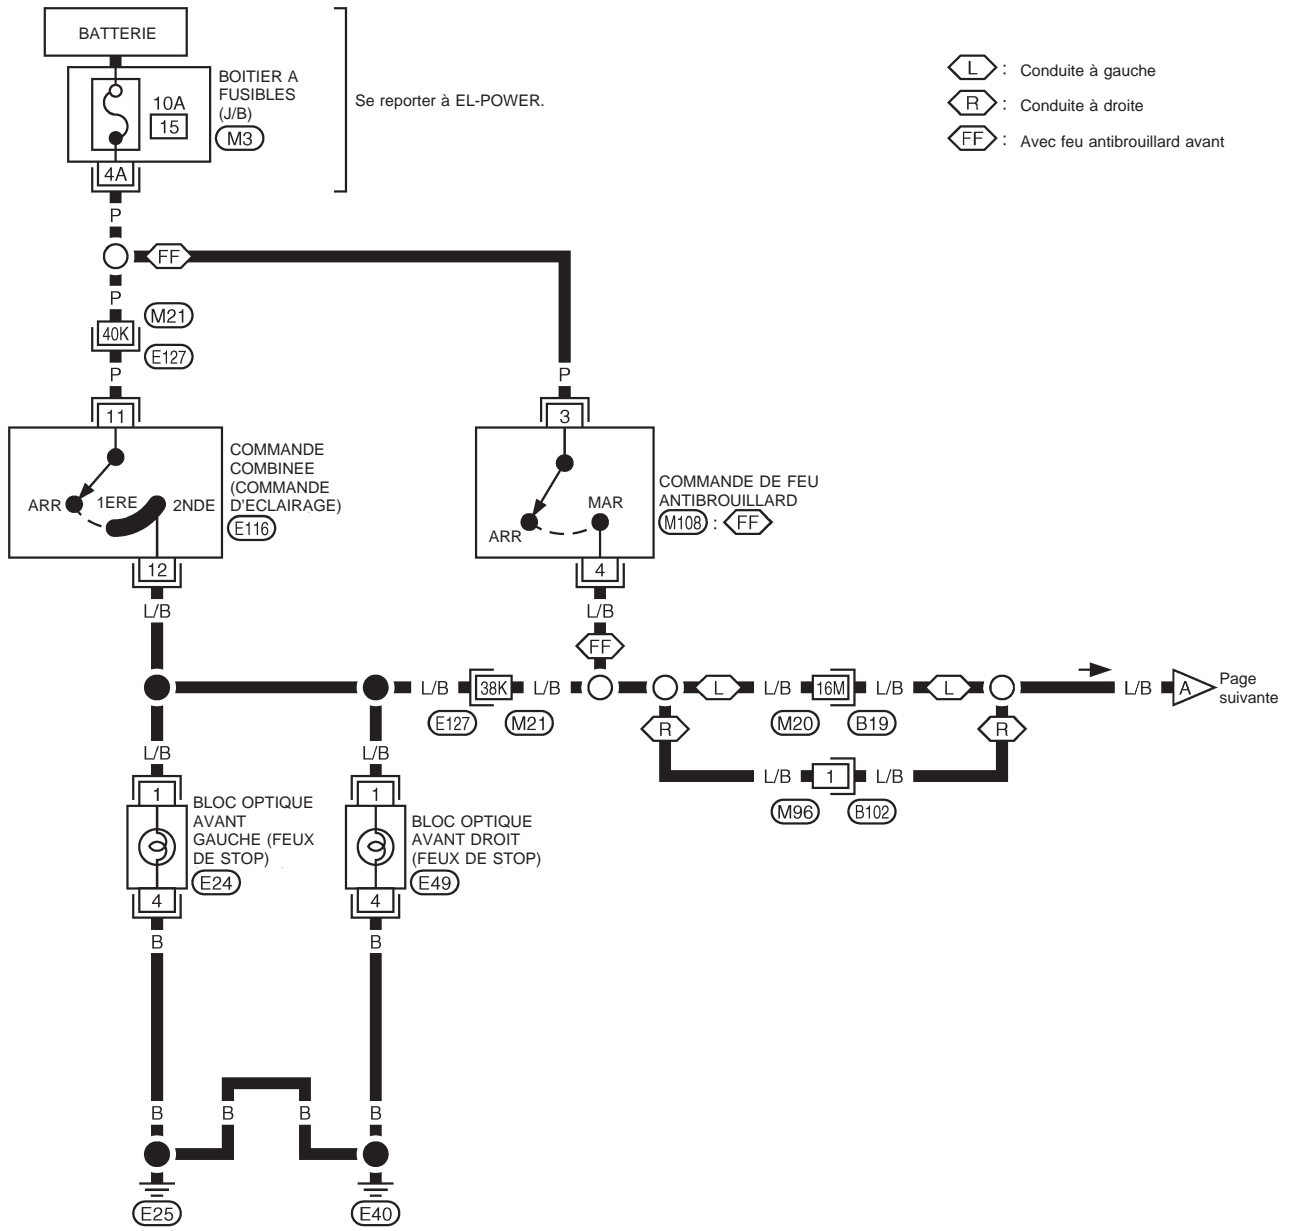 BATTERIE
BOITIER A
FUSIBLES
(J/B)
M3
10A
15
4A
Se reporter à EL-POWER.
L : Conduite à gauche
R : Conduite à droite
FF : Avec feu antibrouillard avant
P
FF
P
M21
40K
E127
P
P
11
3
COMMANDE
COMBINEE
(COMMANDE
D'ECLAIRAGE)
E116
ARR
1ERE
2NDE
COMMANDE DE FEU
ANTIBROUILLARD
M108 : FF
MAR
ARR
12
4
L/B
L/B
FF
L/B
38K
L/B
L
L/B
16M
L/B
L
L/B
A
Page
suivante
E127
M21
M20
B19
R
R
L/B
1
L/B
M96
B102
L/B
L/B
1
1
BLOC OPTIQUE
AVANT
GAUCHE (FEUX
DE STOP)
E24
BLOC OPTIQUE
AVANT DROIT
(FEUX DE STOP)
E49
4
4
B
B
B
B
B
B
E25
E40